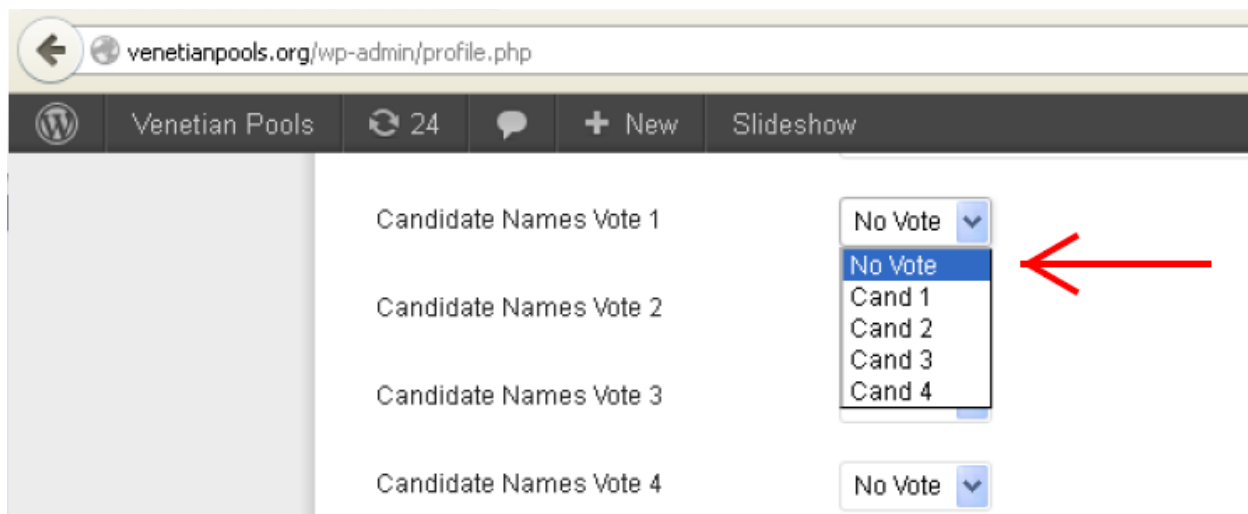 venetianpools.org/wp-admin/profile.php
Venetian Pools 24 + New Slideshow
Candidate Names Vote 1 No Vote
No Vote
Cand 1
Candidate Names Vote 2
Cand 2
Cand 3
Candidate Names Vote 3
Cand 4
Candidate Names Vote 4 No Vote